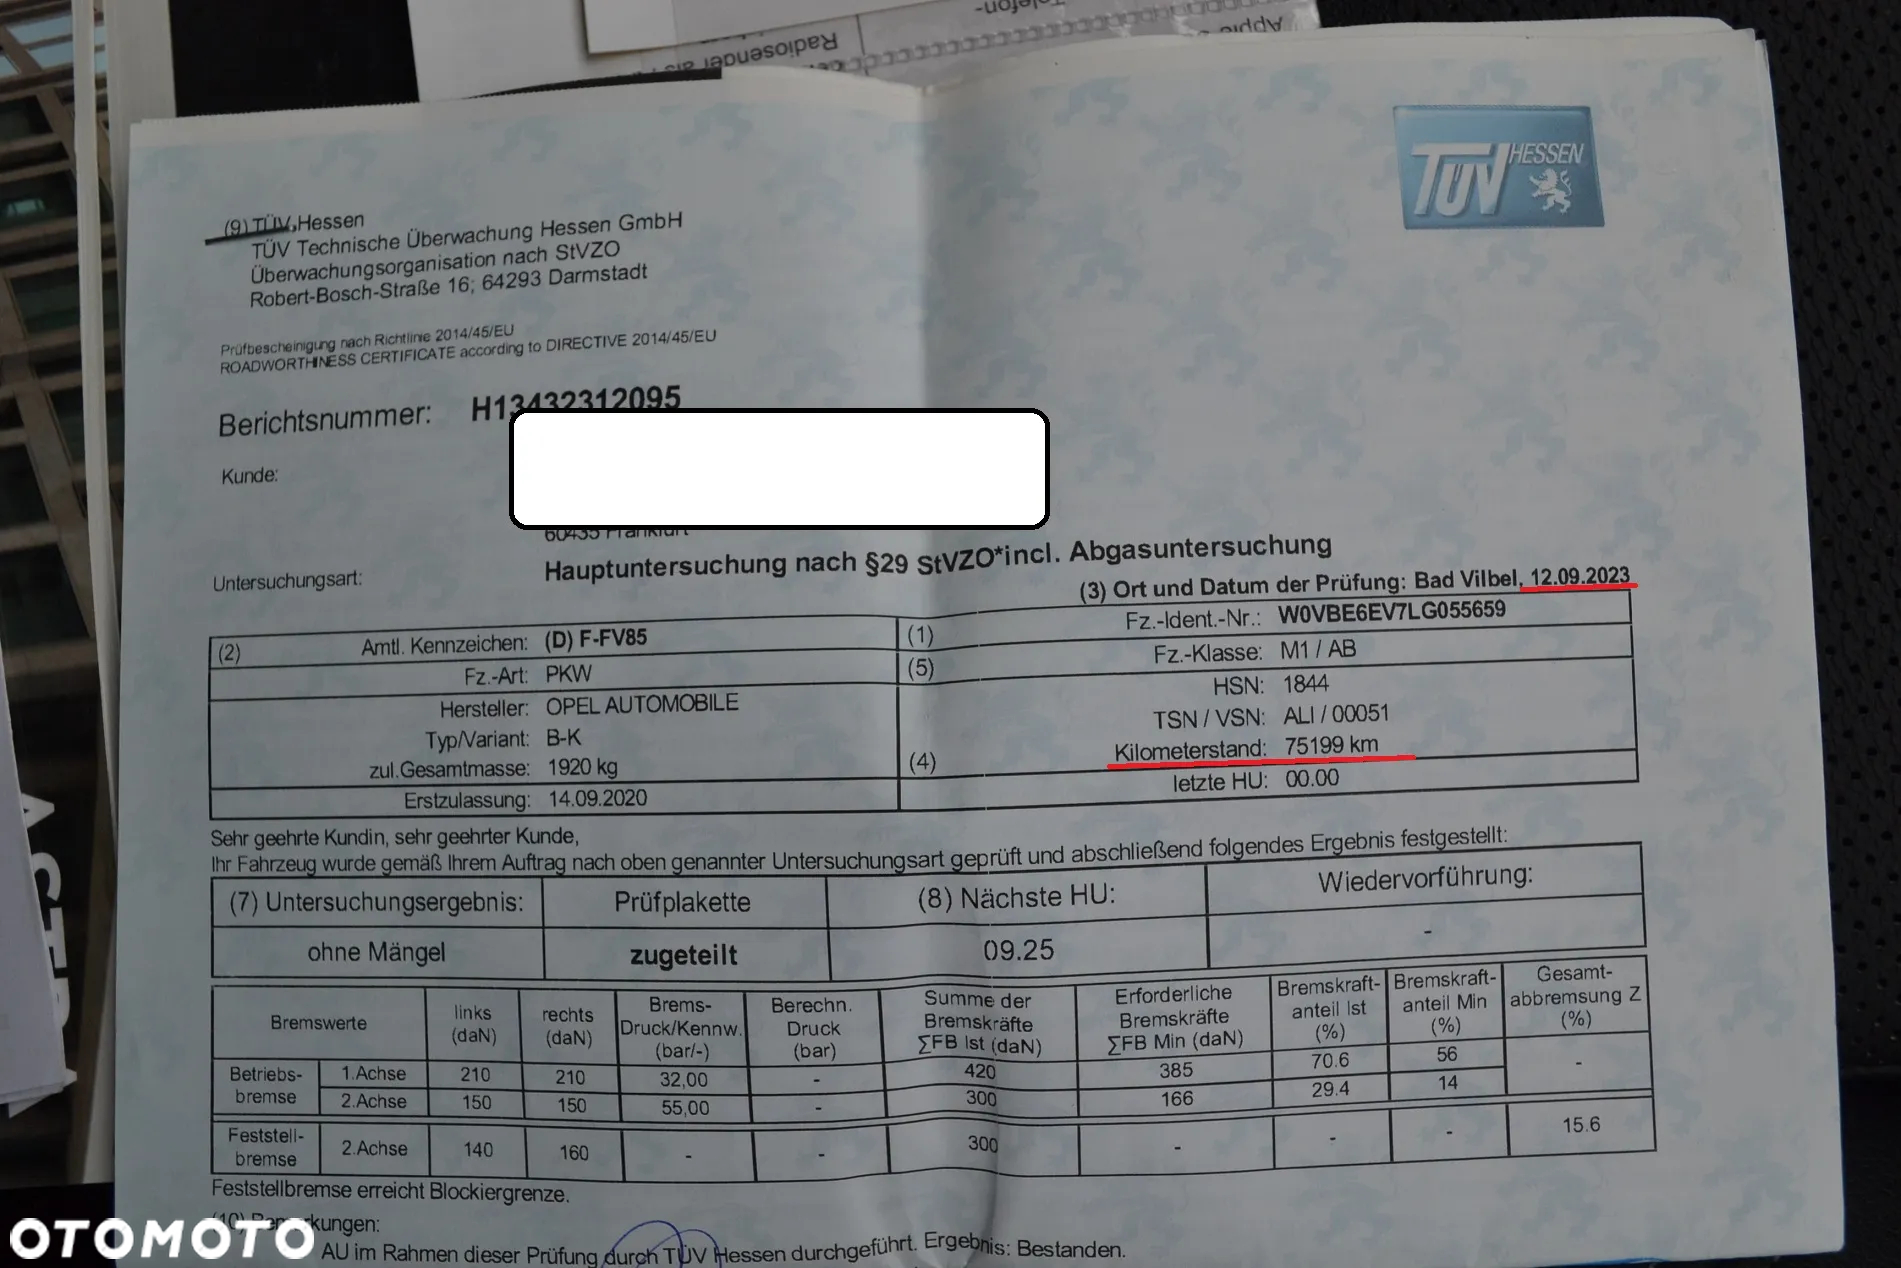 Telefon-
Apple
Radiosender als
TÜV HESSEN
(9) TÜV Hessen
TÜV Technische Überwachung Hessen GmbH
Überwachungsorganisation nach StVZO
Robert-Bosch-Straße 16; 64293 Darmstadt
Prüfbescheinigung nach Richtlinie 2014/45/EU
ROADWORTHINESS CERTIFICATE according to DIRECTIVE 2014/45/EU
Berichtsnummer: H13432312095
Kunde:
60435 Frankfurt
Untersuchungsart: Hauptuntersuchung nach §29 StVZO*incl. Abgasuntersuchung
(3) Ort und Datum der Prüfung: Bad Vilbel, 12.09.2023
(2) Amtl. Kennzeichen: (D) F-FV85 (1) Fz.-Ident.-Nr.: W0VBE6EV7LG055659
Fz.-Art: PKW (5) Fz.-Klasse: M1 / AB
Hersteller: OPEL AUTOMOBILE HSN: 1844
Typ/Variant: B-K TSN / VSN: ALI / 00051
zul.Gesamtmasse: 1920 kg (4) Kilometerstand: 75199 km
Erstzulassung: 14.09.2020 letzte HU: 00.00
Sehr geehrte Kundin, sehr geehrter Kunde,
Ihr Fahrzeug wurde gemäß Ihrem Auftrag nach oben genannter Untersuchungsart geprüft und abschließend folgendes Ergebnis festgestellt:
(7) Untersuchungsergebnis: Prüfplakette (8) Nächste HU: Wiedervorführung:
ohne Mängel zugeteilt 09.25 -
Bremswerte links (daN) rechts (daN) Brems-Druck/Kennw. (bar/-) Berechn. Druck (bar) Summe der Bremskräfte ∑FB Ist (daN) Erforderliche Bremskräfte ∑FB Min (daN) Bremskraft-anteil Ist (%) Bremskraft-anteil Min (%) Gesamt-abbremsung Z (%)
Betriebs-bremse 1.Achse 210 210 32,00 - 420 385 70.6 56 -
2.Achse 150 150 55,00 - 300 166 29.4 14
Feststell-bremse 2.Achse 140 160 - - 300 - - - 15.6
Feststellbremse erreicht Blockiergrenze.
(10) Bemerkungen:
AU im Rahmen dieser Prüfung durch TÜV Hessen durchgeführt. Ergebnis: Bestanden.
OTOMOTO